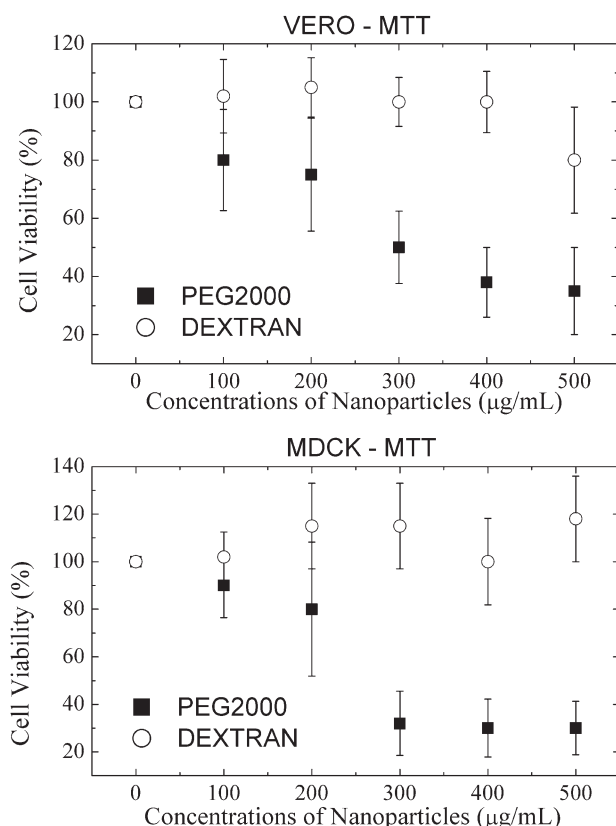 VERO - MTT
120
100
80
60
40
20
Cell Viability (%)
PEG2000
DEXTRAN
0 100 200 300 400 500
Concentrations of Nanoparticles (μg/mL)
MDCK - MTT
140
120
100
80
60
40
20
Cell Viability (%)
PEG2000
DEXTRAN
0 100 200 300 400 500
Concentrations of Nanoparticles (μg/mL)